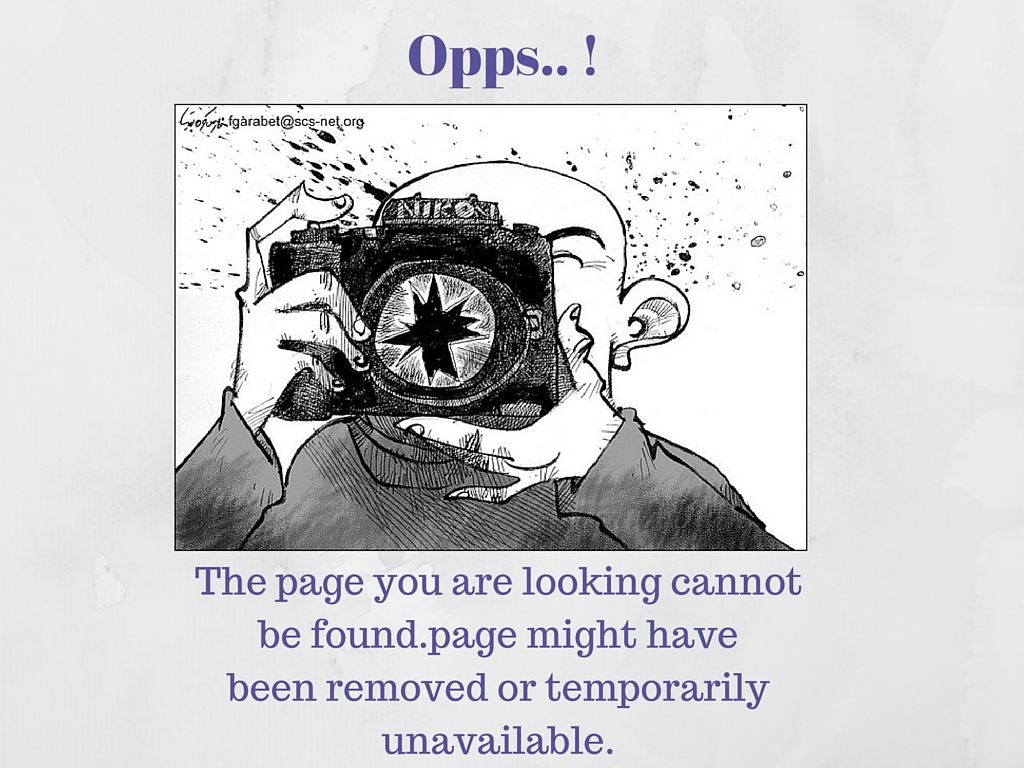 Opps.. !
fgarabet@scs-net.org
NIKON
The page you are looking cannot
be found.page might have
been removed or temporarily
unavailable.